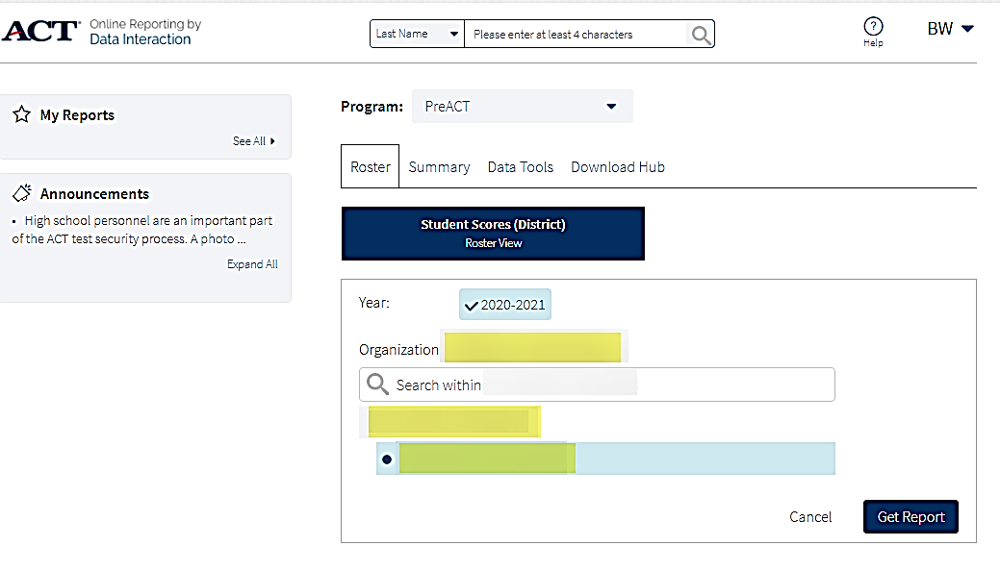 ACT® Online Reporting by
Data Interaction
Last Name
Please enter at least 4 characters
?
Help
BW
My Reports
See All
Announcements
• High school personnel are an important part
of the ACT test security process. A photo ...
Expand All
Program: PreACT
Roster Summary Data Tools Download Hub
Student Scores (District)
Roster View
Year: 2020-2021
Organization
Search within
Cancel Get Report